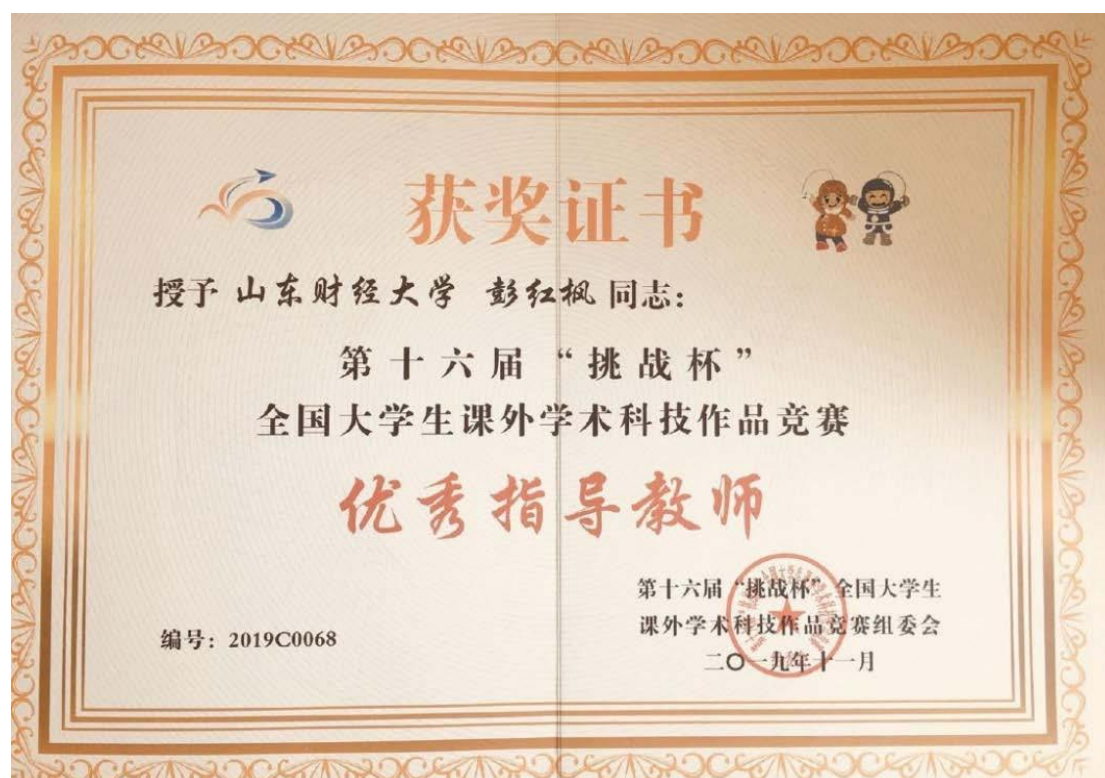 获奖证书
授予 山东财经大学 彭红枫 同志：
第十六届“挑战杯”
全国大学生课外学术科技作品竞赛
优秀指导教师
第十六届“挑战杯”全国大学生
课外学术科技作品竞赛组委会
二〇一九年十一月
编号：2019C0068